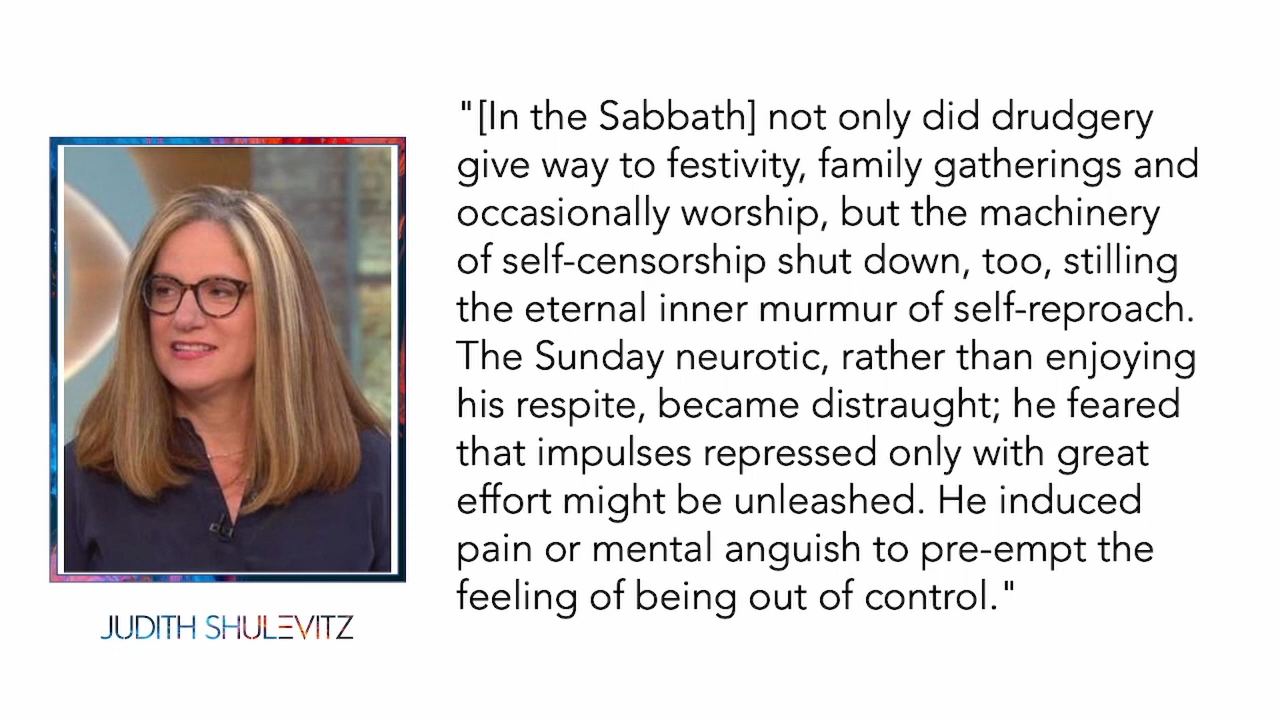 "[In the Sabbath] not only did drudgery
give way to festivity, family gatherings and
occasionally worship, but the machinery
of self-censorship shut down, too, stilling
the eternal inner murmur of self-reproach.
The Sunday neurotic, rather than enjoying
his respite, became distraught; he feared
that impulses repressed only with great
effort might be unleashed. He induced
pain or mental anguish to pre-empt the
feeling of being out of control."
JUDITH SHULEVITZ